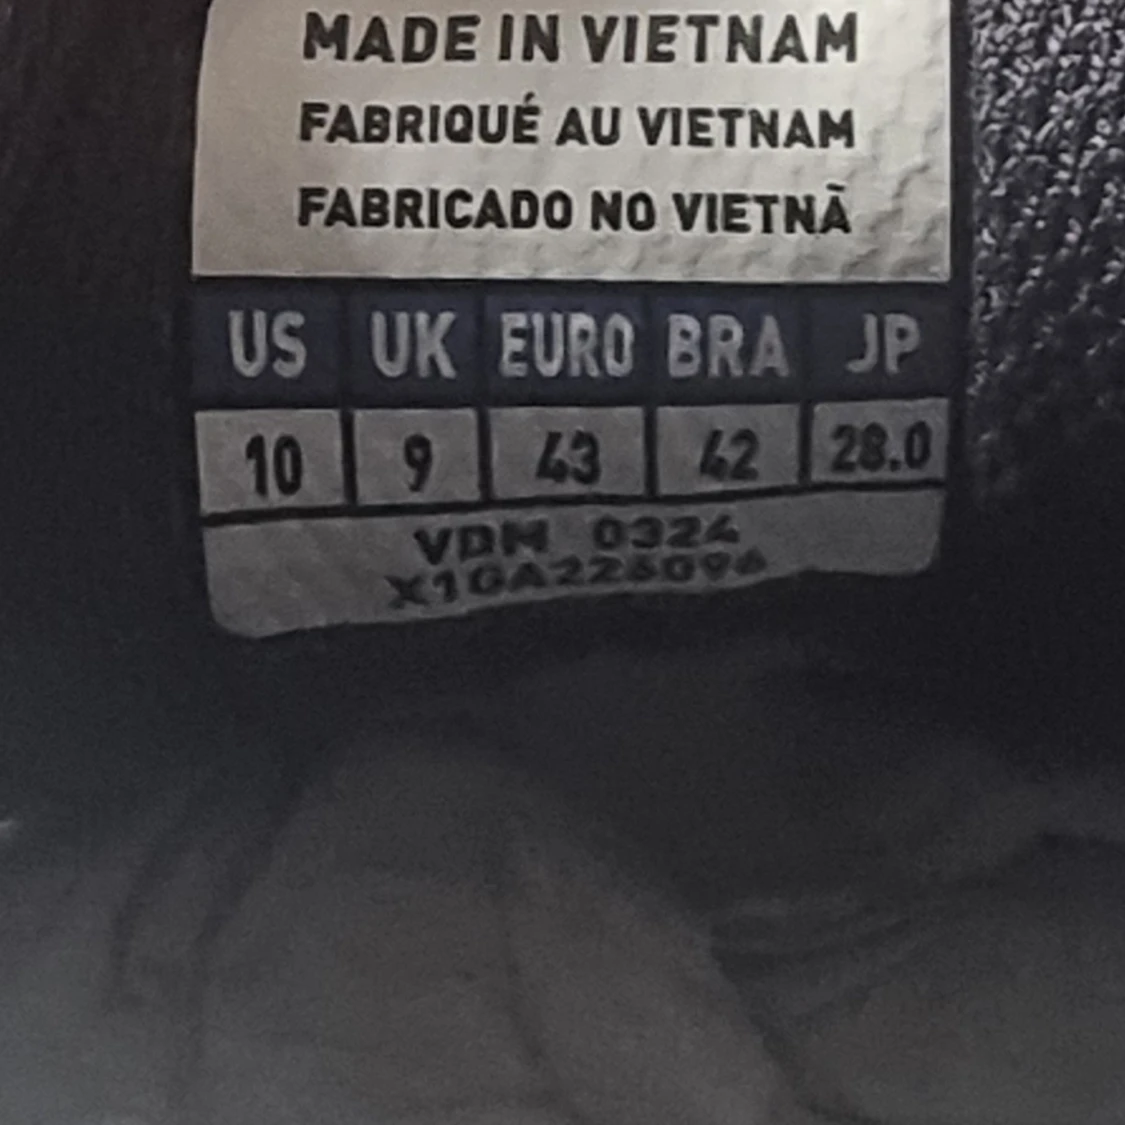 MADE IN VIETNAM
FABRIQUÉ AU VIETNAM
FABRICADO NO VIETNÃ
US UK EURO BRA JP
10 9 43 42 28.0
VDM 0324